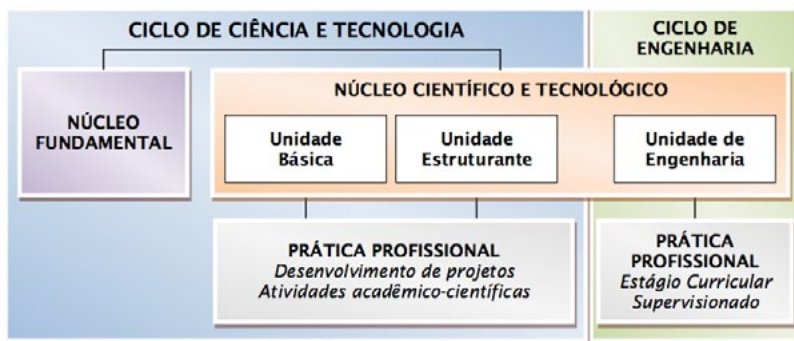 CICLO DE CIÊNCIA E TECNOLOGIA
CICLO DE
ENGENHARIA
NÚCLEO
FUNDAMENTAL
NÚCLEO CIENTÍFICO E TECNOLÓGICO
Unidade
Básica
Unidade
Estruturante
Unidade de
Engenharia
PRÁTICA PROFISSIONAL
Desenvolvimento de projetos
Atividades acadêmico-científicas
PRÁTICA
PROFISSIONAL
Estágio Curricular
Supervisionado